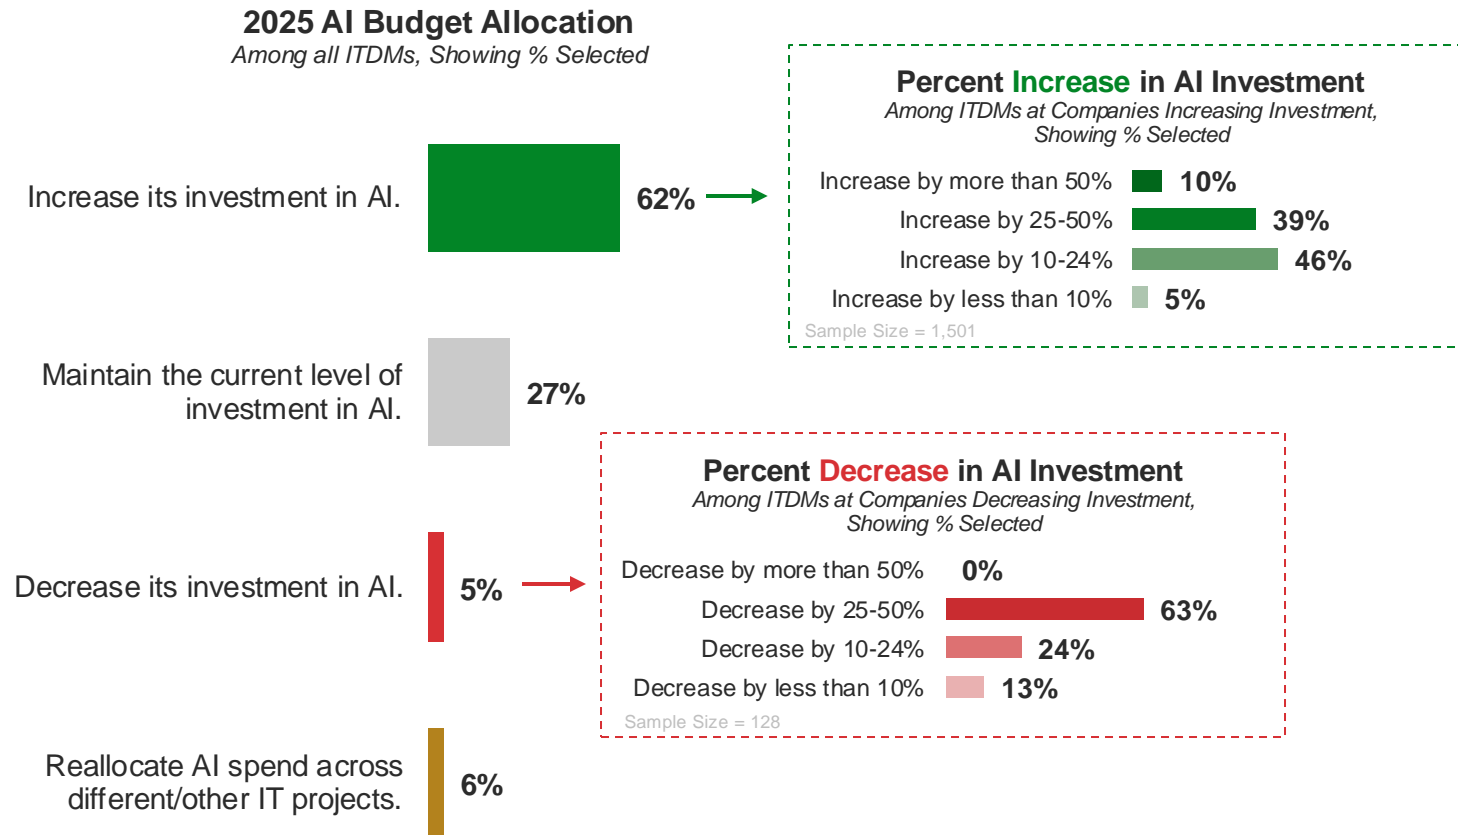 2025 AI Budget Allocation
Among all ITDMs, Showing % Selected
Increase its investment in AI.
62%
Maintain the current level of
investment in AI.
27%
Decrease its investment in AI.
5%
Reallocate AI spend across
different/other IT projects.
6%
Percent Increase in AI Investment
Among ITDMs at Companies Increasing Investment,
Showing % Selected
Increase by more than 50% 10%
Increase by 25-50% 39%
Increase by 10-24% 46%
Increase by less than 10% 5%
Sample Size = 1,501
Percent Decrease in AI Investment
Among ITDMs at Companies Decreasing Investment,
Showing % Selected
Decrease by more than 50% 0%
Decrease by 25-50% 63%
Decrease by 10-24% 24%
Decrease by less than 10% 13%
Sample Size = 128